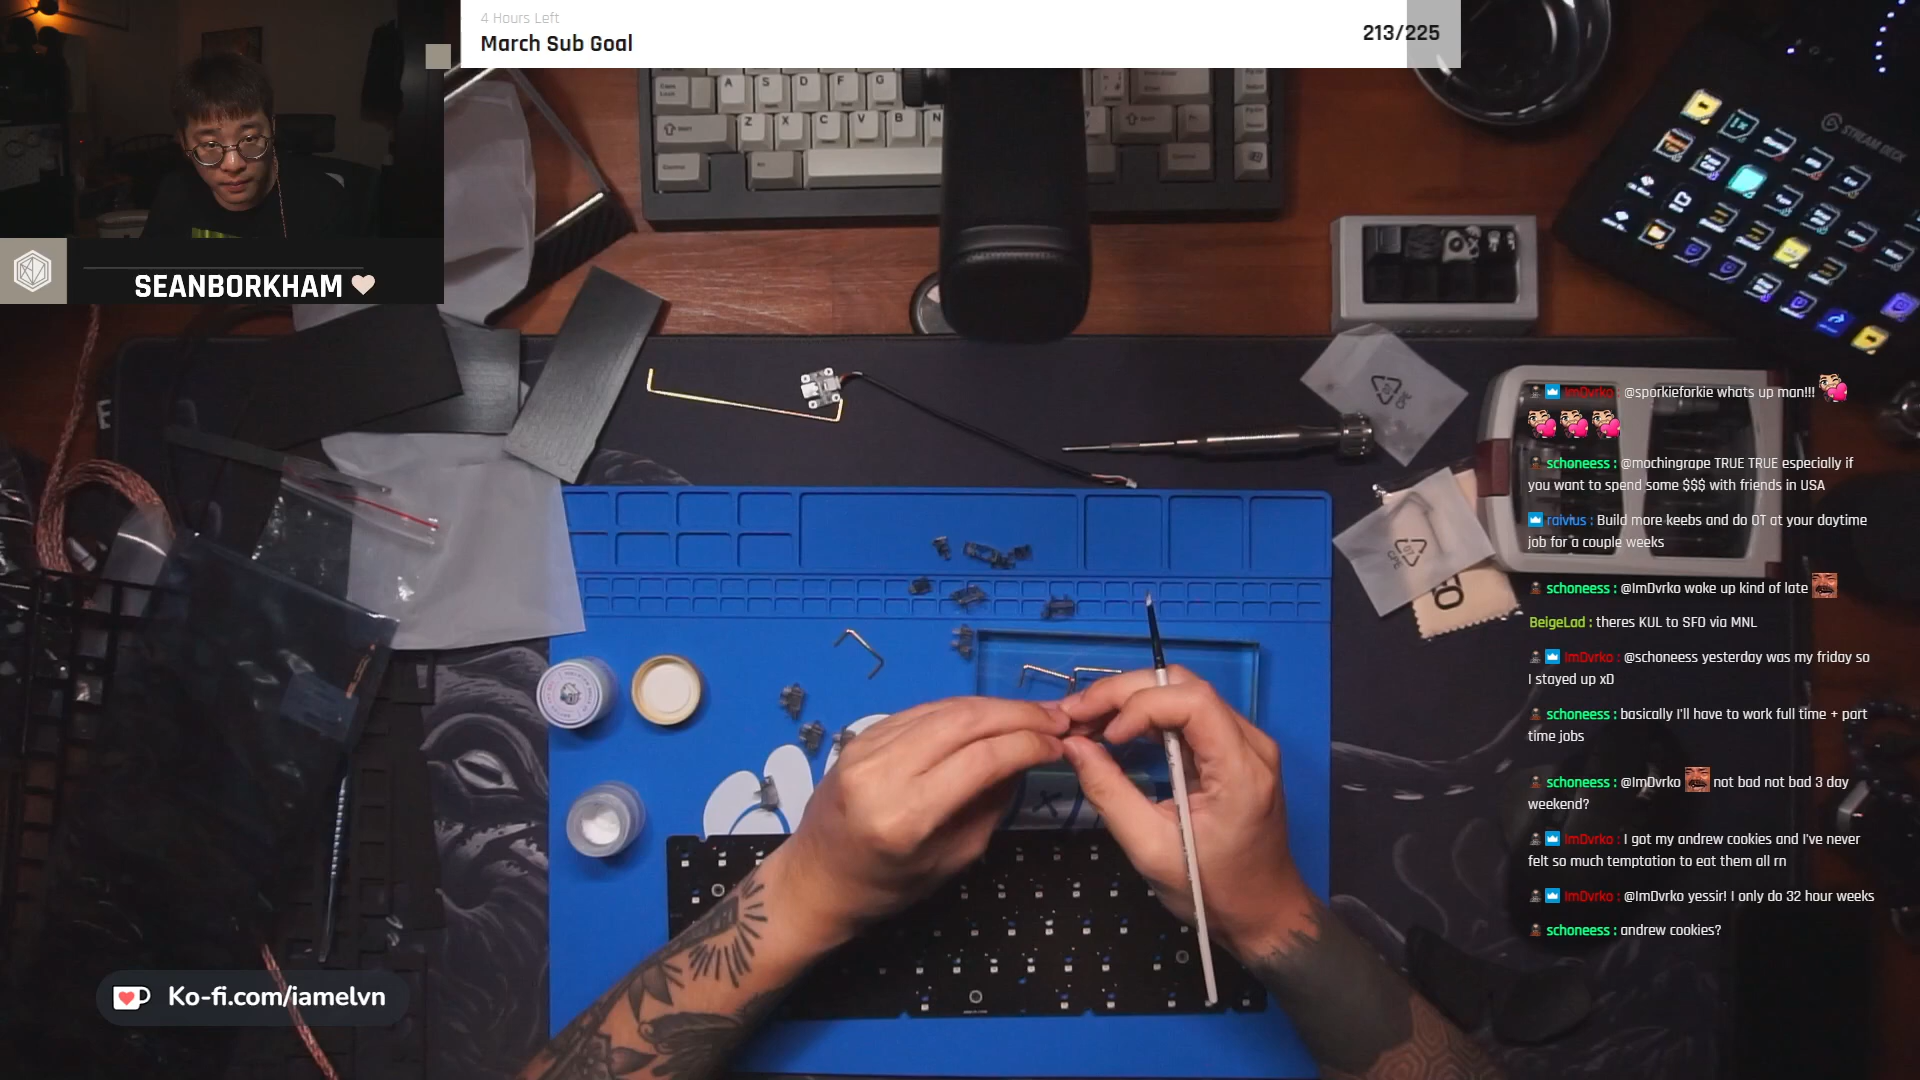 4 Hours Left
March Sub Goal
213/225
A S D F G
Z X C V B N
STREAM DECK
SEANBORKHAM
ImDvrko : @sporkieforkie whats up man!!!
schoneess : @mochingrape TRUE TRUE especially if
you want to spend some $$$ with friends in USA
raivius : Build more keebs and do OT at your daytime
job for a couple weeks
schoneess : @ImDvrko woke up kind of late
BeigeLad : theres KUL to SFO via MNL
ImDvrko : @schoneess yesterday was my friday so
I stayed up xD
schoneess : basically I'll have to work full time + part
time jobs
schoneess : @ImDvrko not bad not bad 3 day
weekend?
ImDvrko : I got my andrew cookies and I've never
felt so much temptation to eat them all rn
ImDvrko : @ImDvrko yessir! I only do 32 hour weeks
schoneess : andrew cookies?
Ko-fi.com/iamelvn